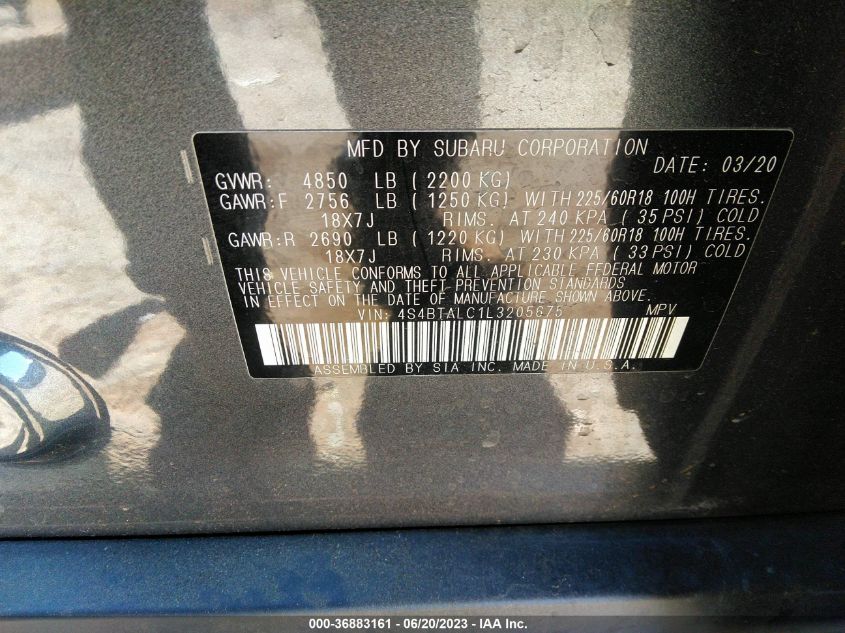 MFD BY SUBARU CORPORATION
DATE: 03/20
GVWR: 4850 LB ( 2200 KG)
GAWR:F 2756 LB ( 1250 KG) WITH 225/60R18 100H TIRES.
18X7J RIMS. AT 240 KPA ( 35 PSI) COLD
GAWR:R 2690 LB ( 1220 KG) WITH 225/60R18 100H TIRES.
18X7J RIMS. AT 230 KPA ( 33 PSI) COLD
THIS VEHICLE CONFORMS TO ALL APPLICABLE FEDERAL MOTOR
VEHICLE SAFETY AND THEFT PREVENTION STANDARDS
IN EFFECT ON THE DATE OF MANUFACTURE SHOWN ABOVE.
VIN: 4S4BTALC1L3205675 MPV
ASSEMBLED BY SIA INC. MADE IN U.S.A.
000-36883161 - 06/20/2023 - IAA Inc.